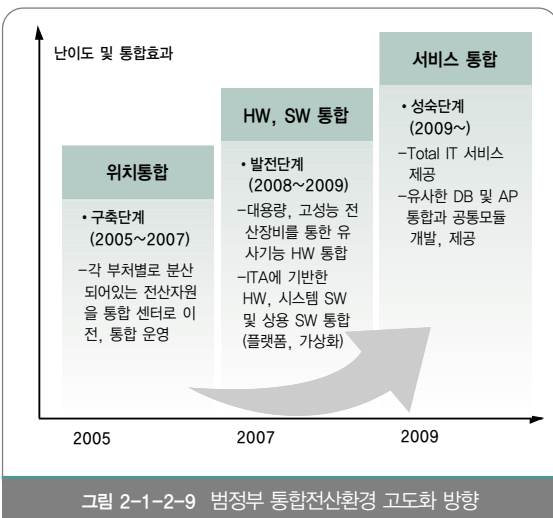 난이도 및 통합효과
위치통합
•구축단계
(2005~2007)
-각 부처별로 분산
되어있는 전산자원
을 통합 센터로 이
전, 통합 운영
HW, SW 통합
•발전단계
(2008~2009)
-대용량, 고성능 전
산장비를 통한 유
사기능 HW 통합
-ITA에 기반한
HW, 시스템 SW
및 상용 SW 통합
(플랫폼, 가상화)
서비스 통합
•성숙단계
(2009~)
-Total IT 서비스
제공
-유사한 DB 및 AP
통합과 공통모듈
개발, 제공
2005
2007
2009
그림 2-1-2-9 범정부 통합전산환경 고도화 방향